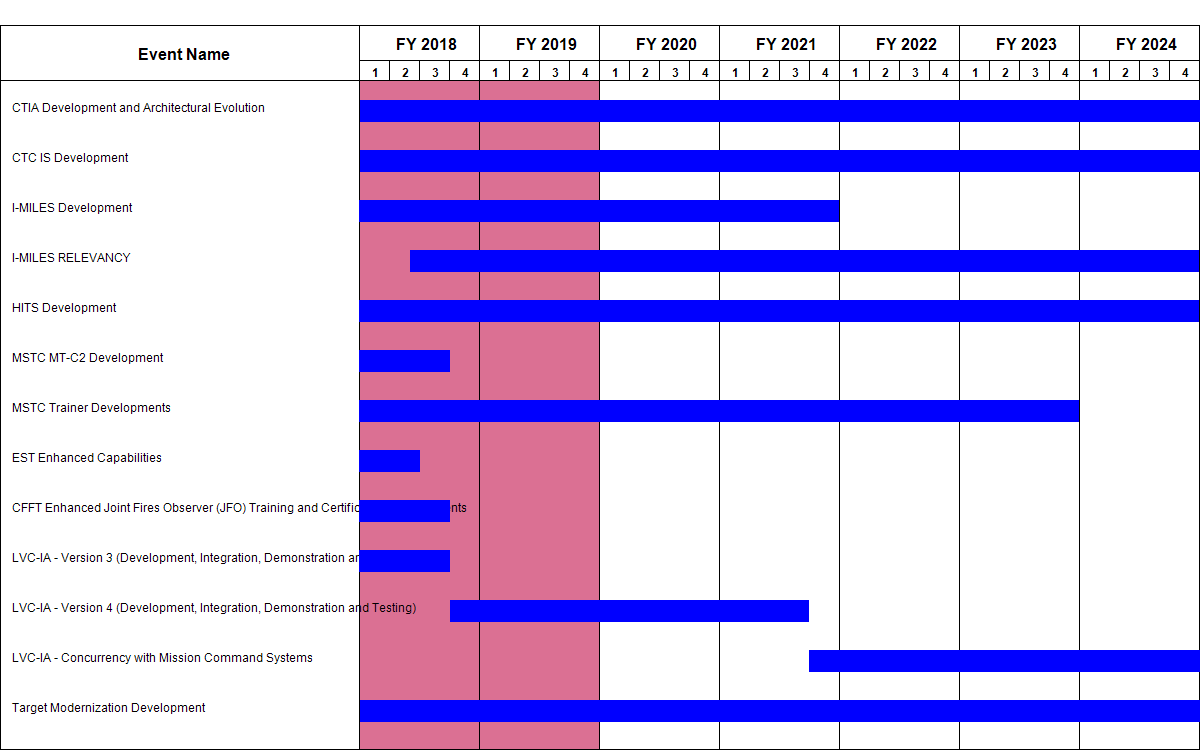 Event Name
FY 2018 FY 2019 FY 2020 FY 2021 FY 2022 FY 2023 FY 2024
1 2 3 4 1 2 3 4 1 2 3 4 1 2 3 4 1 2 3 4 1 2 3 4 1 2 3 4
CTIA Development and Architectural Evolution
CTC IS Development
I-MILES Development
I-MILES RELEVANCY
HITS Development
MSTC MT-C2 Development
MSTC Trainer Developments
EST Enhanced Capabilities
CFFT Enhanced Joint Fires Observer (JFO) Training and
LVC-IA - Version 3 (Development, Integration, Demonstration
LVC-IA - Version 4 (Development, Integration, Demonstration and Testing)
LVC-IA - Concurrency with Mission Command Systems
Target Modernization Development